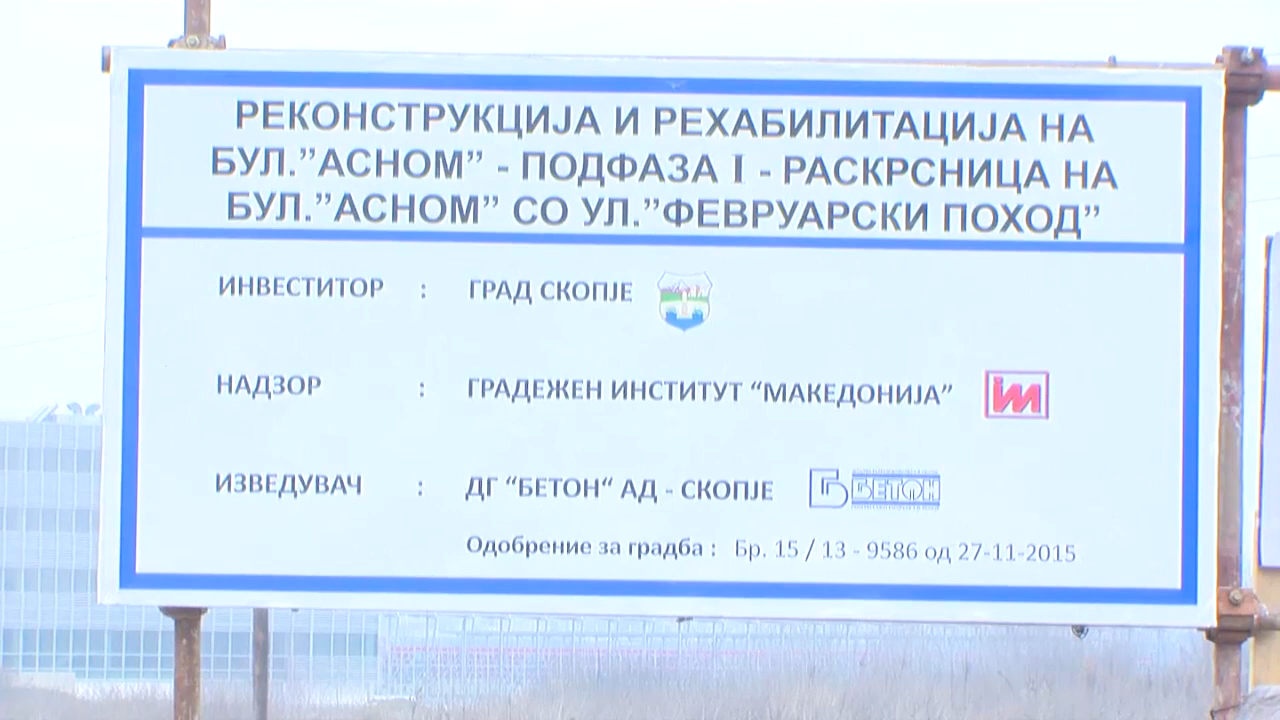 РЕКОНСТРУКЦИЈА И РЕХАБИЛИТАЦИЈА НА
БУЛ.”АСНОМ” - ПОДФАЗА I - РАСКРСНИЦА НА
БУЛ.”АСНОМ” СО УЛ.”ФЕВРУАРСКИ ПОХОД”
ИНВЕСТИТОР : ГРАД СКОПЈЕ
НАДЗОР : ГРАДЕЖЕН ИНСТИТУТ “МАКЕДОНИЈА” ИМ
ИЗВЕДУВАЧ : ДГ “БЕТОН“ АД - СКОПЈЕ БЕТОН
Одобрение за градба : Бр. 15 / 13 - 9586 од 27-11-2015